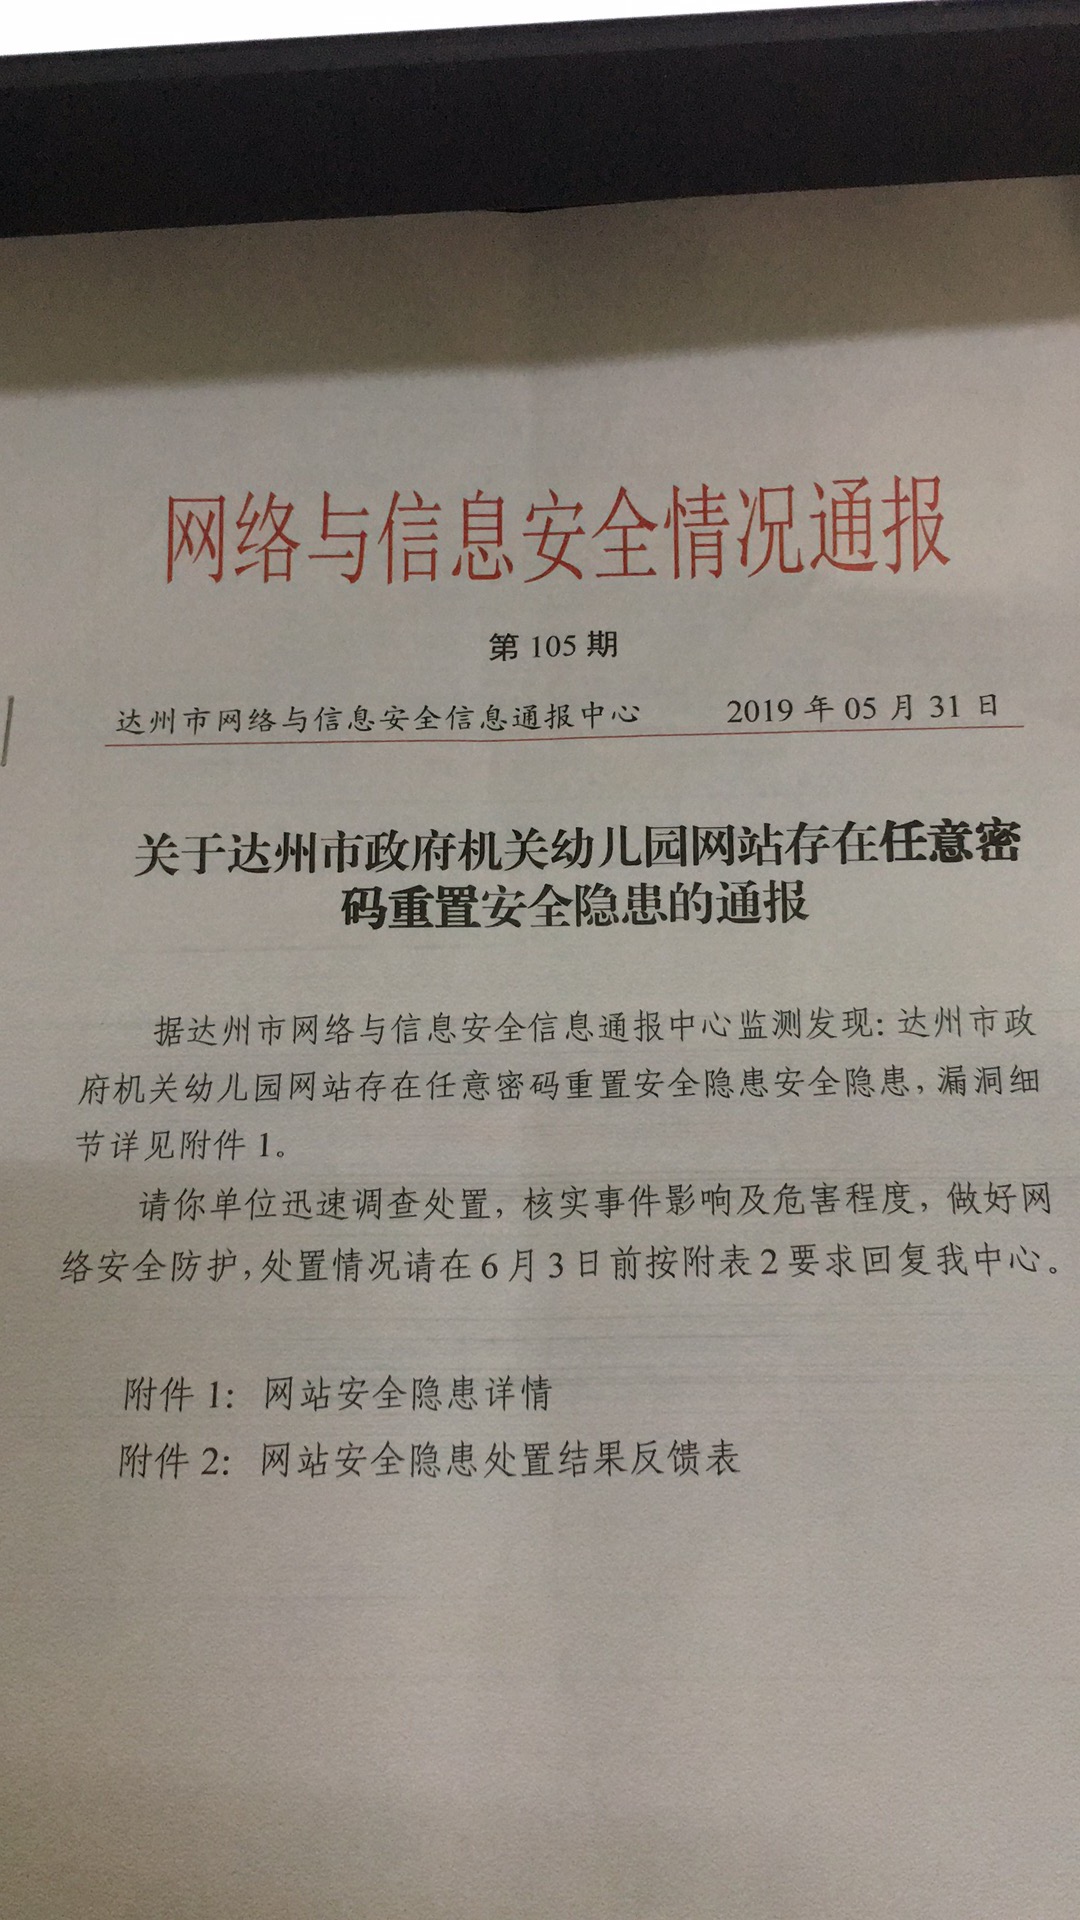 网络与信息安全情况通报
第 105 期
达州市网络与信息安全信息通报中心 2019 年 05 月 31 日
关于达州市政府机关幼儿园网站存在任意密
码重置安全隐患的通报
据达州市网络与信息安全信息通报中心监测发现：达州市政
府机关幼儿园网站存在任意密码重置安全隐患安全隐患，漏洞细
节详见附件 1。
请你单位迅速调查处置，核实事件影响及危害程度，做好网
络安全防护，处置情况请在 6 月 3 日前按附表 2 要求回复我中心。
附件 1： 网站安全隐患详情
附件 2： 网站安全隐患处置结果反馈表